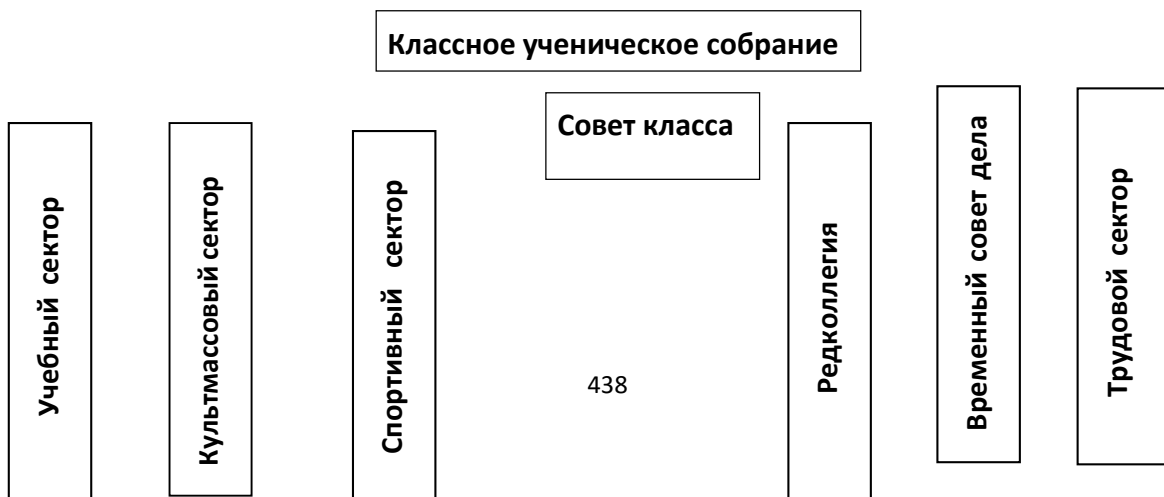 Классное ученическое собрание
Совет класса
Учебный сектор
Культмассовый сектор
Спортивный сектор
Редколлегия
Временный совет дела
Трудовой сектор
438